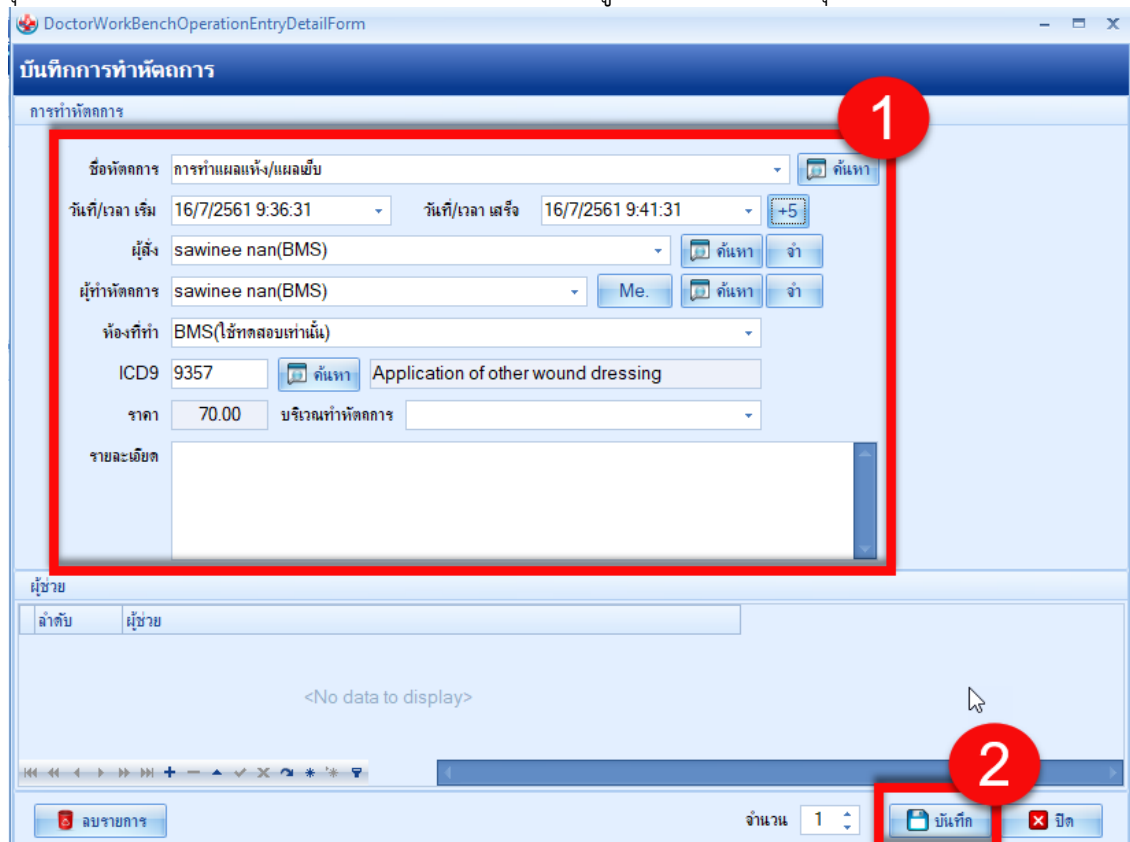 DoctorWorkBenchOperationEntryDetailForm
บันทึกการทำหัตถการ
การทำหัตถการ
1
ชื่อหัตถการ การทำแผลแห้ง/แผลเย็บ ค้นหา
วันที่/เวลา เริ่ม 16/7/2561 9:36:31 วันที่/เวลา เสร็จ 16/7/2561 9:41:31 +5
ผู้สั่ง sawinee nan(BMS) ค้นหา จำ
ผู้ทำหัตถการ sawinee nan(BMS) Me. ค้นหา จำ
ห้องที่ทำ BMS(ใช้ทดสอบเท่านั้น)
ICD9 9357 ค้นหา Application of other wound dressing
ราคา 70.00 บริเวณทำหัตถการ
รายละเอียด
ผู้ช่วย
ลำดับ ผู้ช่วย
<No data to display>
2
ลบรายการ จำนวน 1 บันทึก ปิด